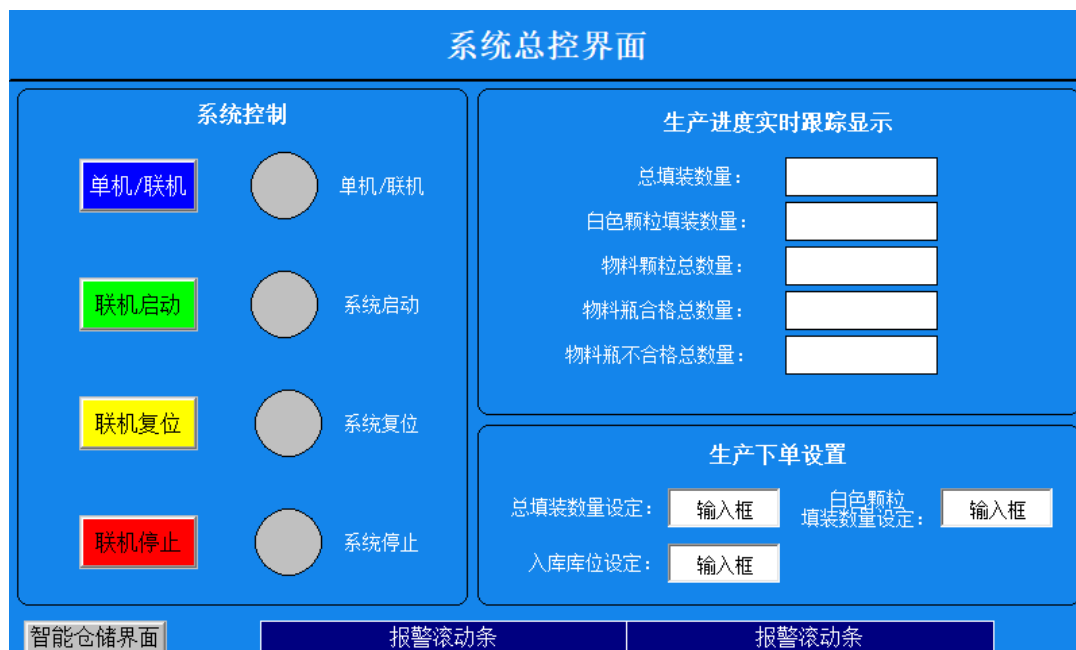 系统总控界面
系统控制
单机/联机
单机/联机
联机启动
系统启动
联机复位
系统复位
联机停止
系统停止
生产进度实时跟踪显示
总填装数量：
白色颗粒填装数量：
物料颗粒总数量：
物料瓶合格总数量：
物料瓶不合格总数量：
生产下单设置
总填装数量设定：
输入框
白色颗粒
填装数量设定：
输入框
入库库位设定：
输入框
智能仓储界面
报警滚动条
报警滚动条